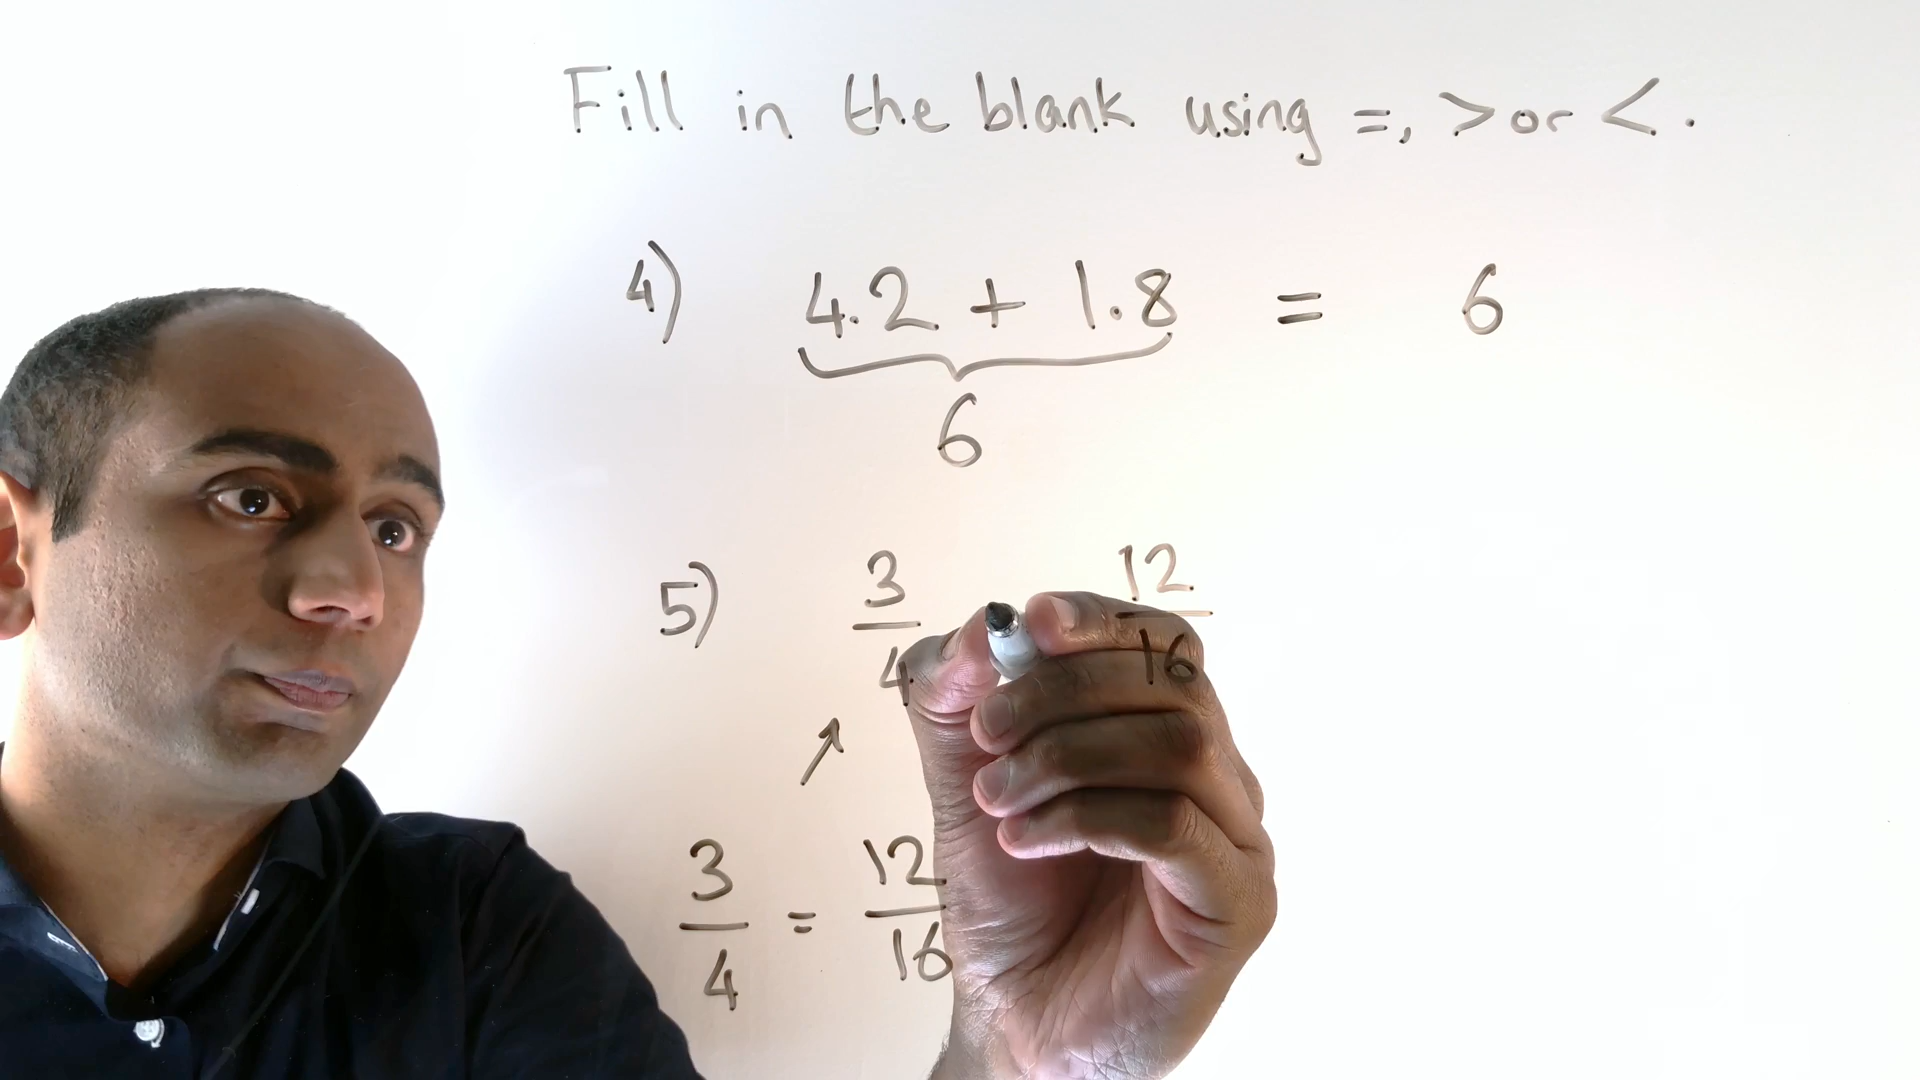 Fill in the blank using =, > or <.
4) 4.2 + 1.8 = 6
6
5) 3/4 12/16
3/4 = 12/16